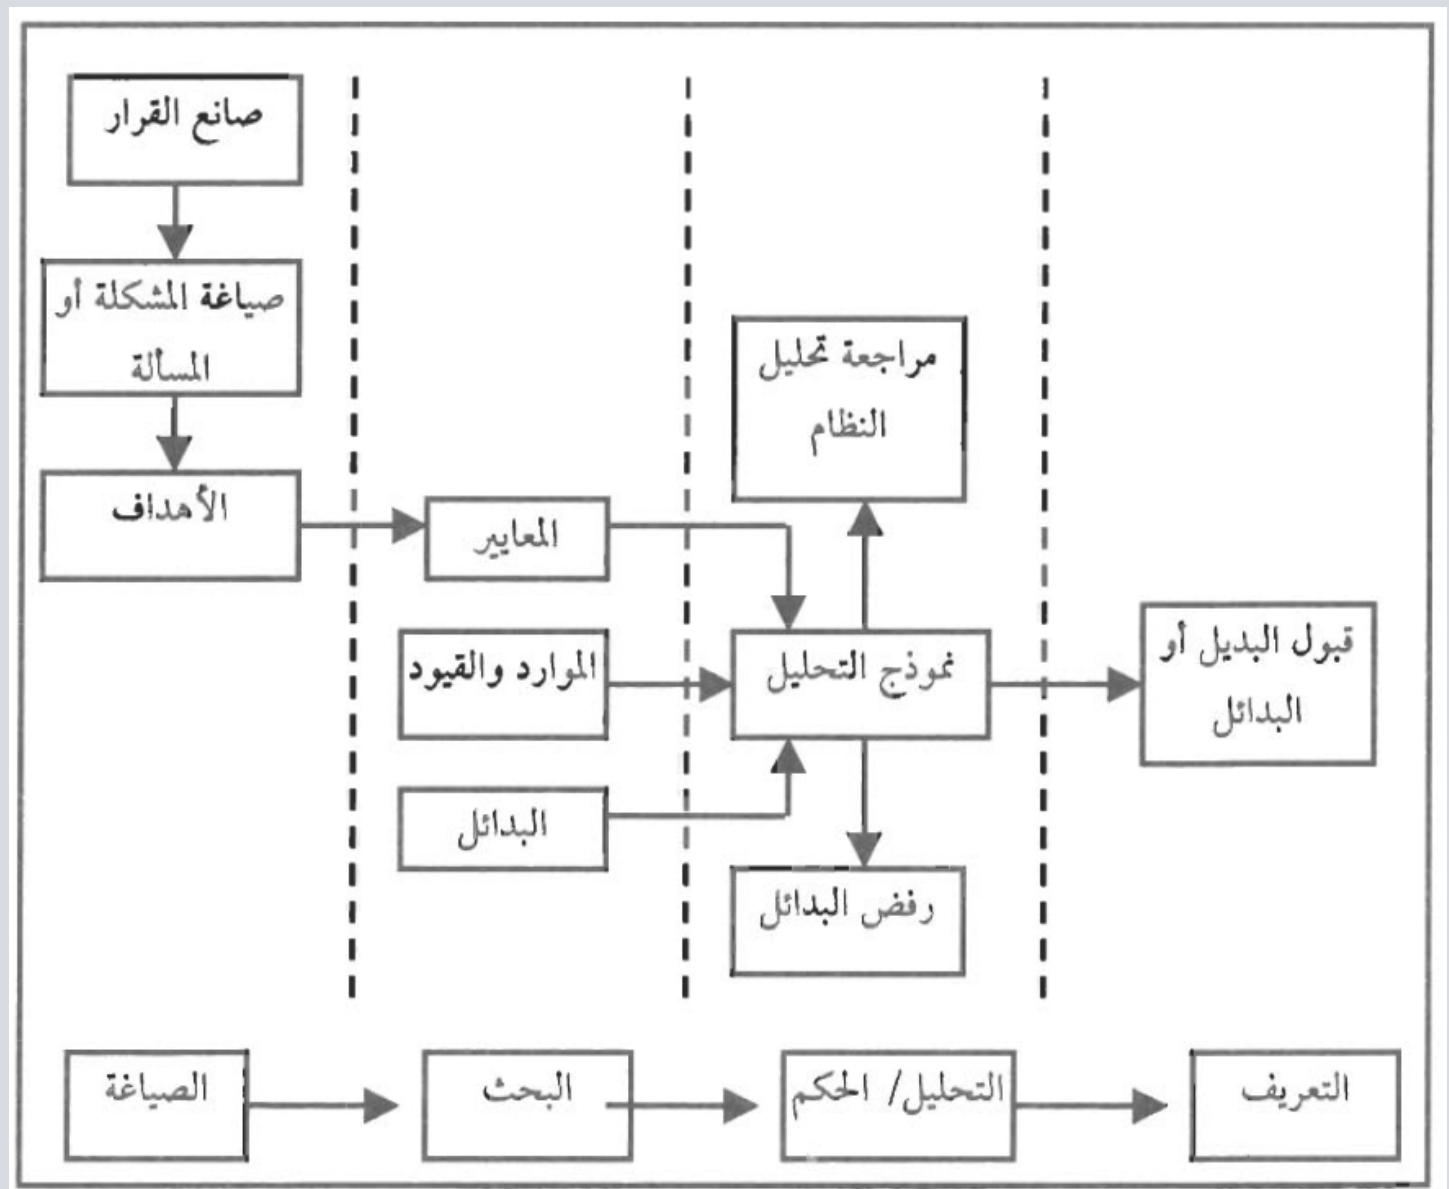 صانع القرار
صياغة المشكلة أو
المسألة
الأهداف
المعايير
الموارد والقيود
البدائل
مراجعة تحليل
النظام
نموذج التحليل
رفض البدائل
قبول البديل أو
البدائل
الصياغة
البحث
التحليل/ الحكم
التعريف